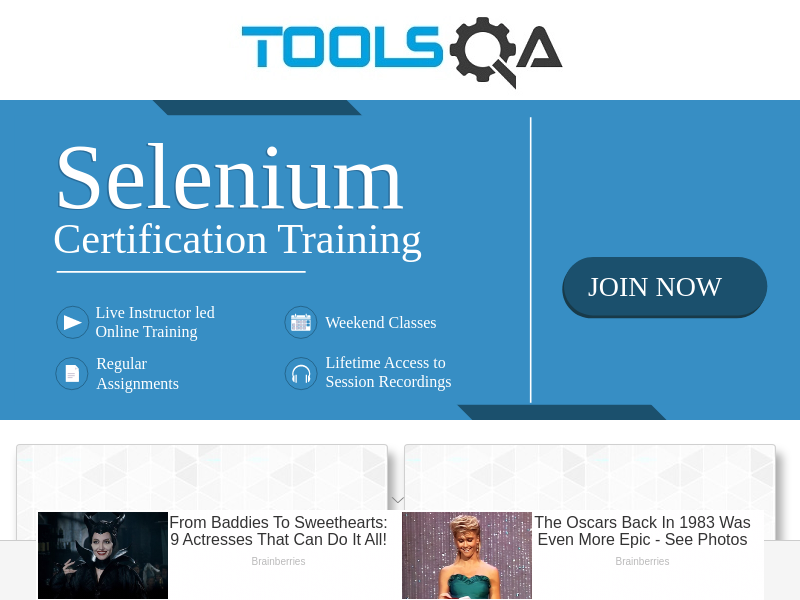 TOOLSQA
Selenium
Certification Training
JOIN NOW
Live Instructor led
Online Training
Weekend Classes
Regular
Assignments
Lifetime Access to
Session Recordings
From Baddies To Sweethearts:
9 Actresses That Can Do It All!
Brainberries
The Oscars Back In 1983 Was
Even More Epic - See Photos
Brainberries